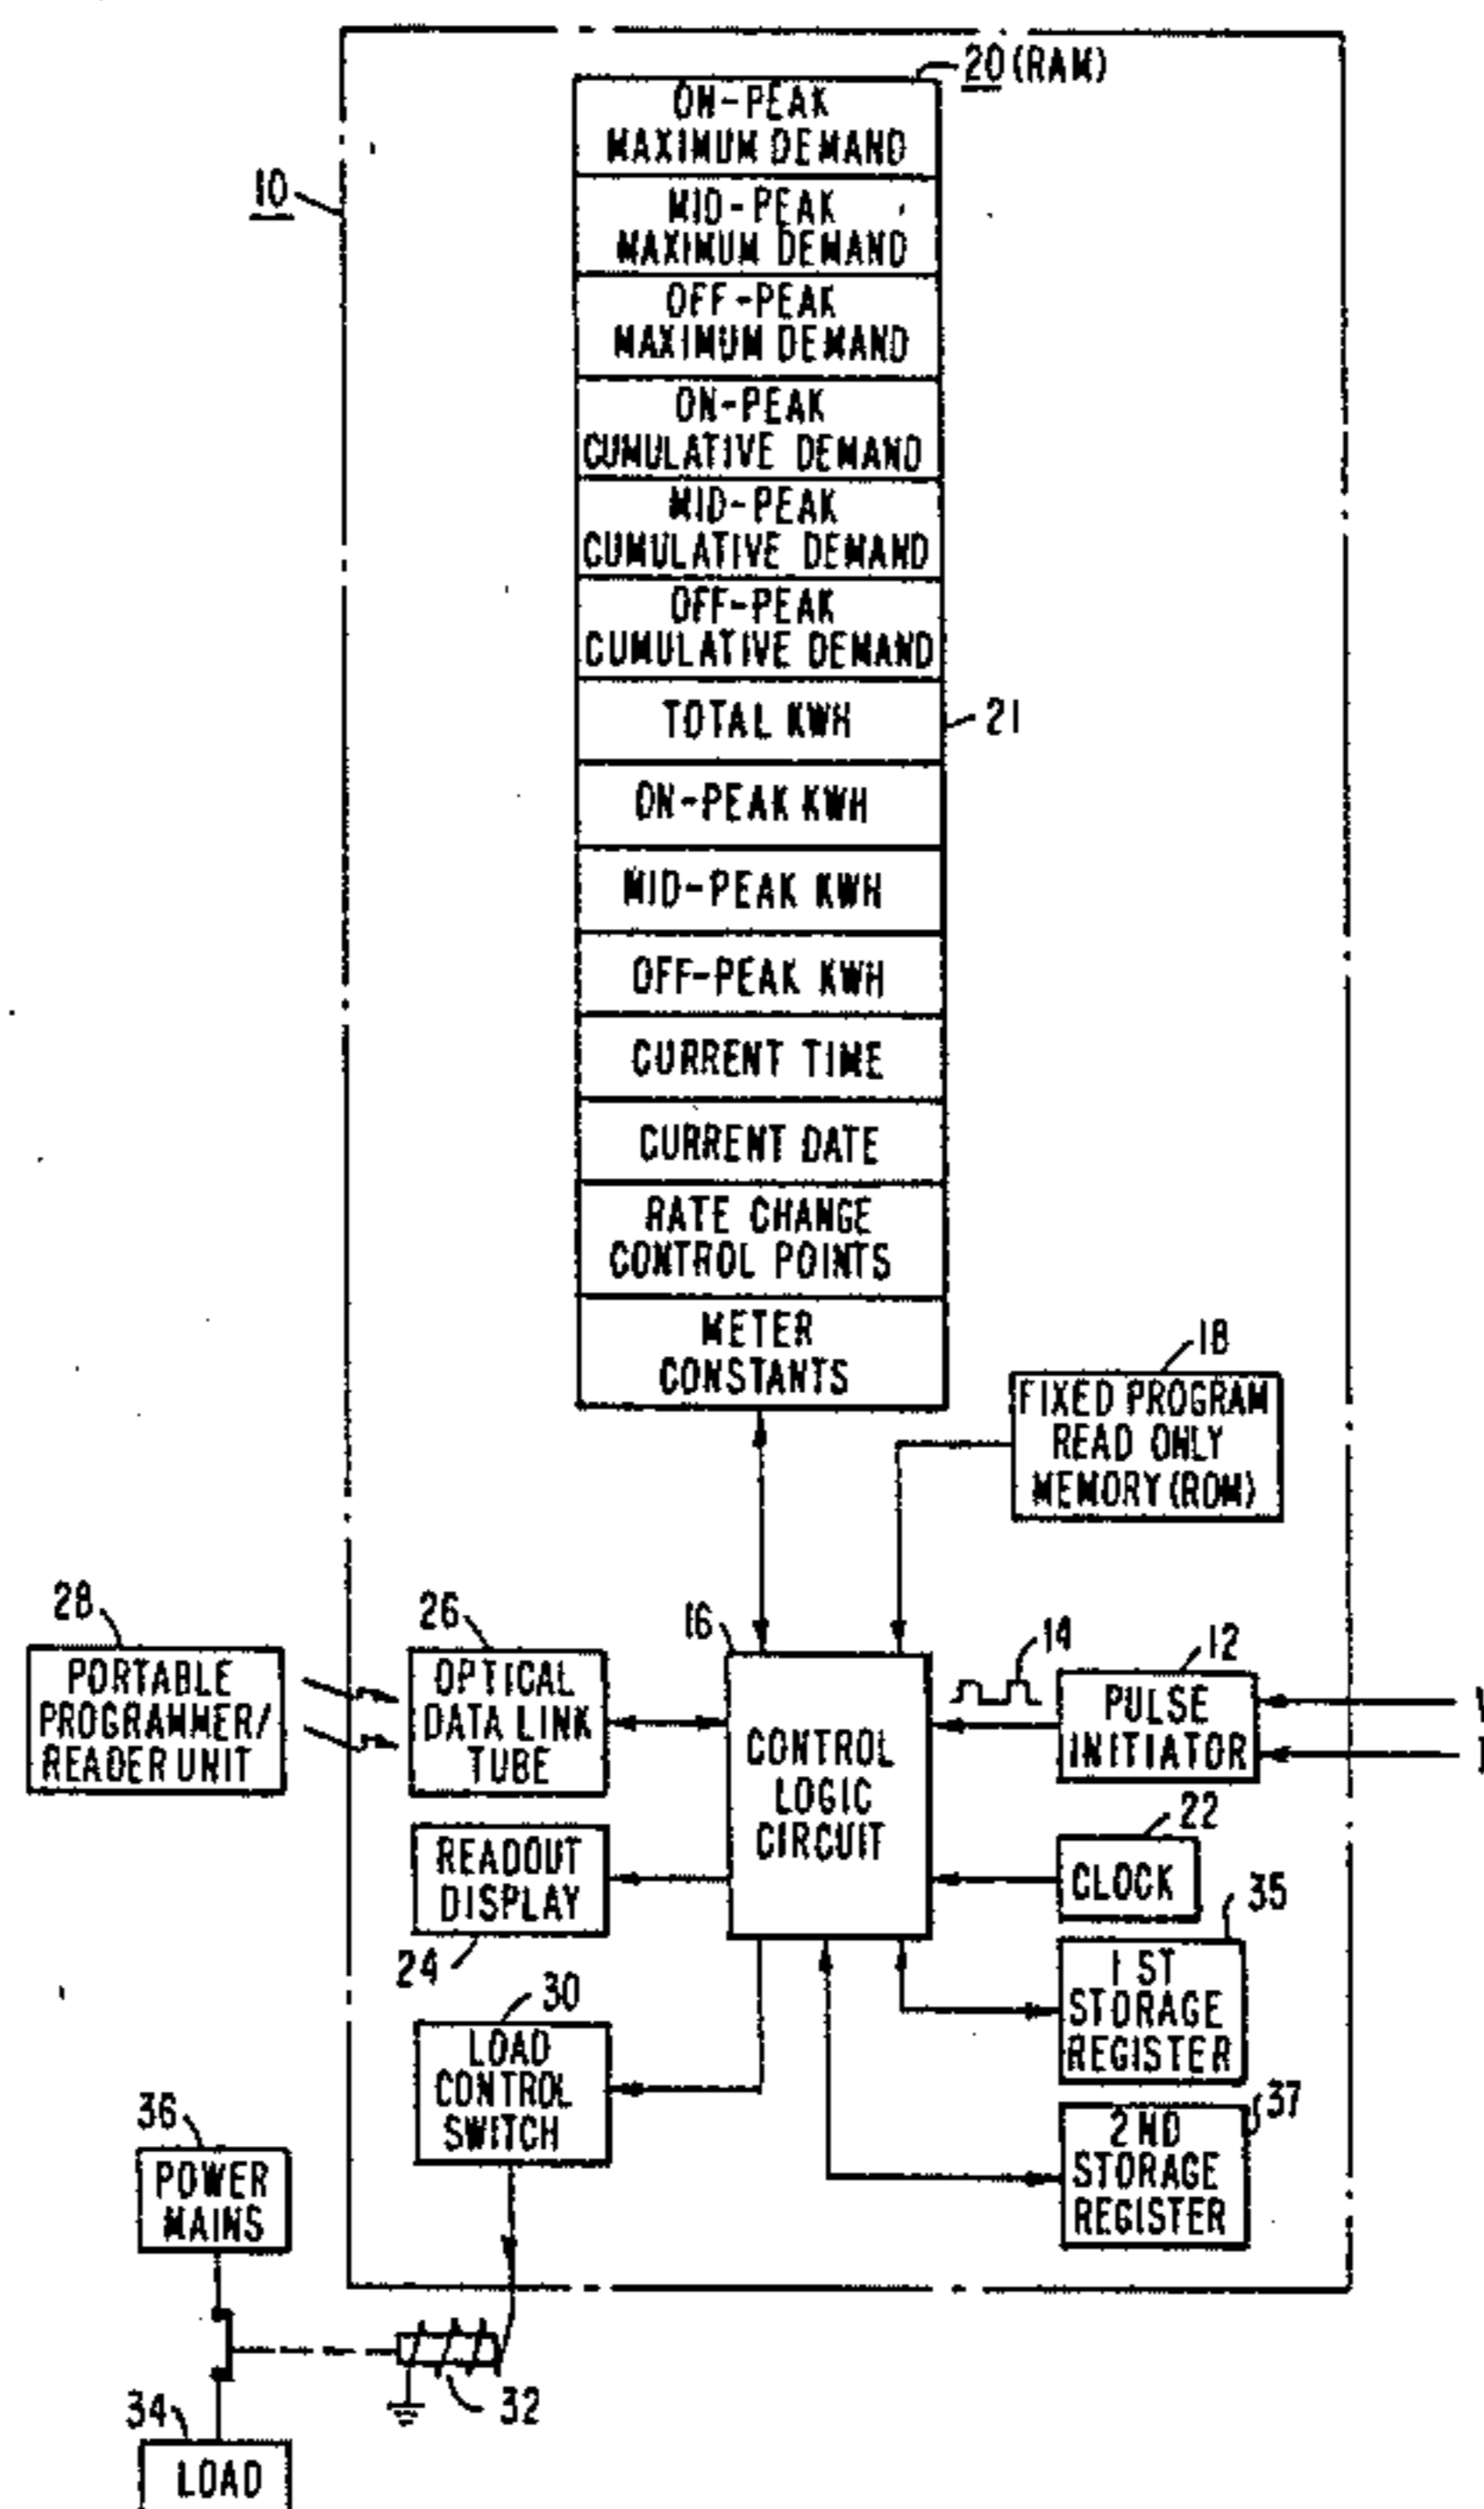 20 (RAM)
ON-PEAK
MAXIMUM DEMAND
10
MID-PEAK
MAXIMUM DEMAND
OFF-PEAK
MAXIMUM DEMAND
ON-PEAK
CUMULATIVE DEMAND
MID-PEAK
CUMULATIVE DEMAND
OFF-PEAK
CUMULATIVE DEMAND
TOTAL KWH
21
ON-PEAK KWH
MID-PEAK KWH
OFF-PEAK KWH
CURRENT TIME
CURRENT DATE
RATE CHANGE
CONTROL POINTS
METER
CONSTANTS
18
FIXED PROGRAM
READ ONLY
MEMORY (ROM)
28
PORTABLE
PROGRAMMER/
READER UNIT
26
OPTICAL
DATA LINK
TUBE
16
CONTROL
LOGIC
CIRCUIT
14
12
PULSE
INITIATOR
22
CLOCK
READOUT
DISPLAY
24
35
1 ST
STORAGE
REGISTER
30
LOAD
CONTROL
SWITCH
37
2 ND
STORAGE
REGISTER
36
POWER
MAINS
32
34
LOAD